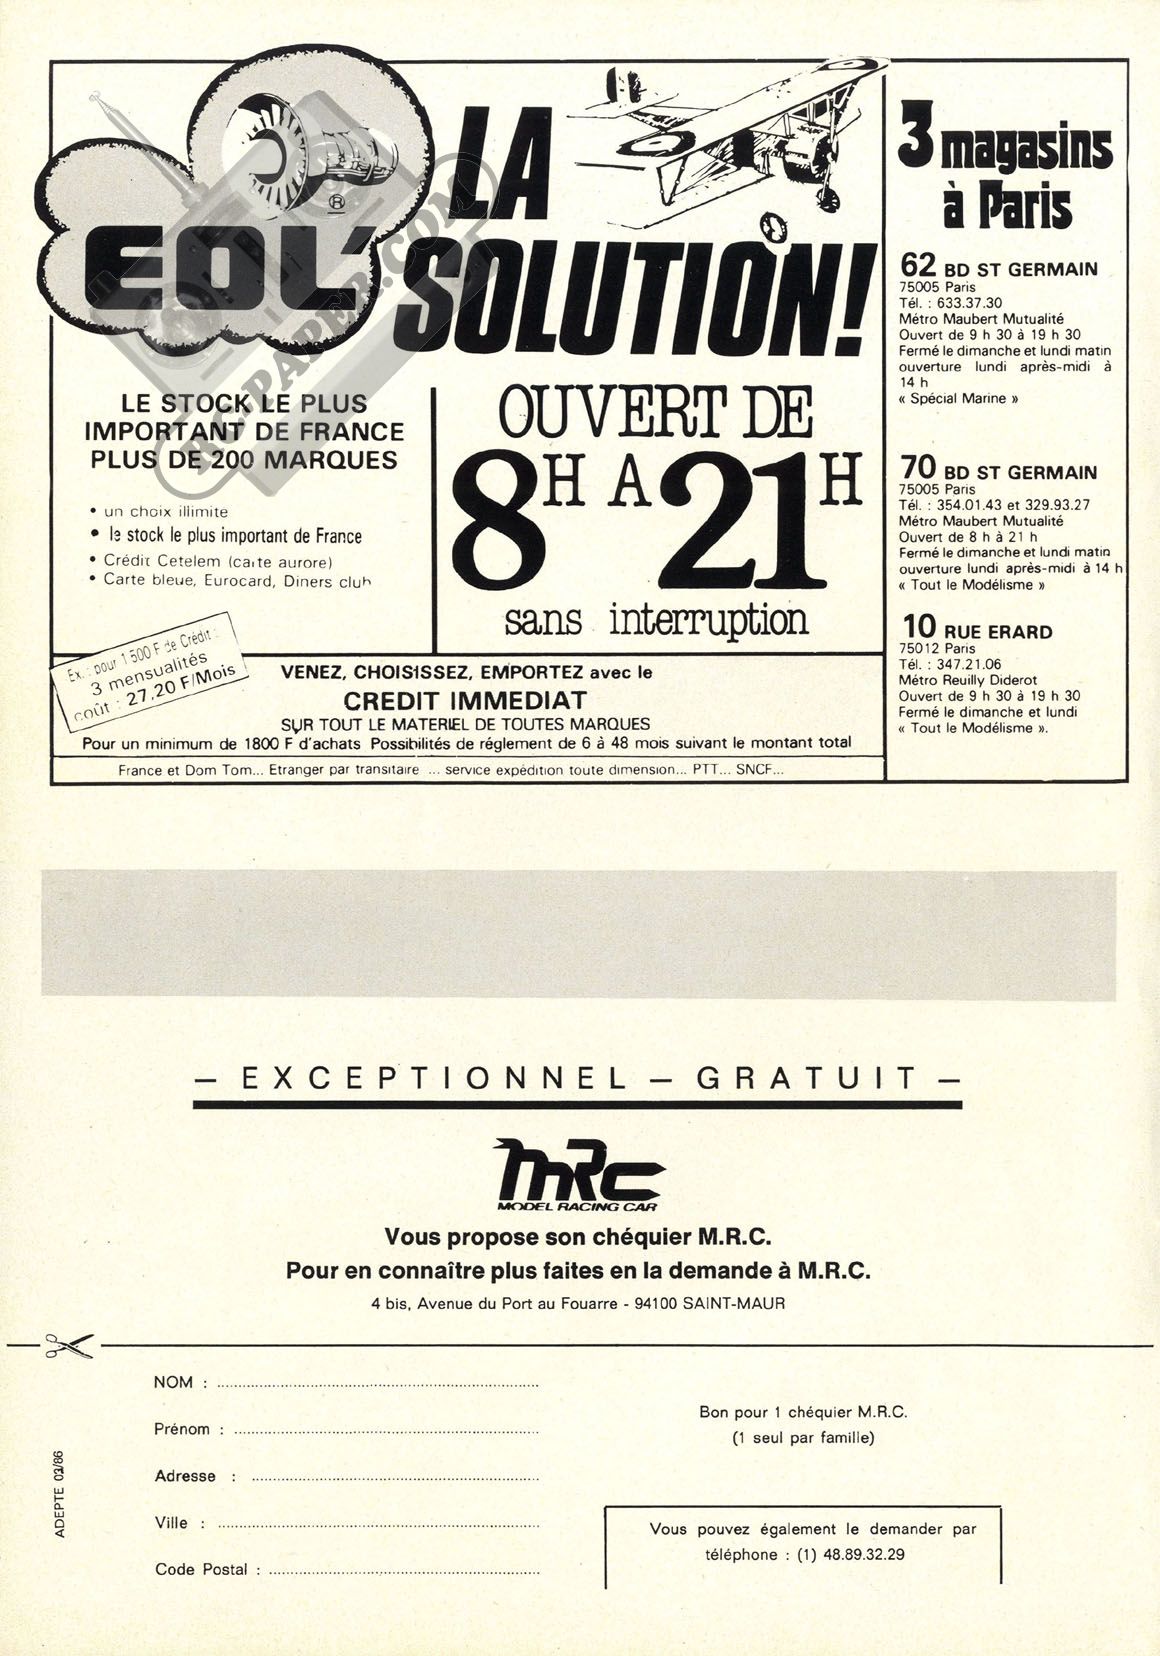 EOL'
®
LA
SOLUTION!
LE STOCK LE PLUS
IMPORTANT DE FRANCE
PLUS DE 200 MARQUES
• un choix illimite
• le stock le plus important de France
• Crédit Cetelem (carte aurore)
• Carte bleue, Eurocard, Diners club
OUVERT DE
8H A 21H
sans interruption
Ex. : pour 1 500 F de Crédit :
3 mensualités
coût : 27,20 F/Mois
VENEZ, CHOISISSEZ, EMPORTEZ avec le
CREDIT IMMEDIAT
SUR TOUT LE MATERIEL DE TOUTES MARQUES
Pour un minimum de 1800 F d'achats Possibilités de réglement de 6 à 48 mois suivant le montant total
France et Dom Tom... Etranger par transitaire ... service expédition toute dimension... PTT... SNCF...
3 magasins
à Paris
62 BD ST GERMAIN
75005 Paris
Tél. : 633.37.30
Métro Maubert Mutualité
Ouvert de 9 h 30 à 19 h 30
Fermé le dimanche et lundi matin
ouverture lundi après-midi à
14 h
« Spécial Marine »
70 BD ST GERMAIN
75005 Paris
Tél. : 354.01.43 et 329.93.27
Métro Maubert Mutualité
Ouvert de 8 h à 21 h
Fermé le dimanche et lundi matin
ouverture lundi après-midi à 14 h
« Tout le Modélisme »
10 RUE ERARD
75012 Paris
Tél. : 347.21.06
Métro Reuilly Diderot
Ouvert de 9 h 30 à 19 h 30
Fermé le dimanche et lundi
« Tout le Modélisme ».
RC-PAPER.COM
– EXCEPTIONNEL – GRATUIT –
MRC
MODEL RACING CAR
Vous propose son chéquier M.R.C.
Pour en connaître plus faites en la demande à M.R.C.
4 bis, Avenue du Port au Fouarre - 94100 SAINT-MAUR
NOM :
Prénom :
Adresse :
Ville :
Code Postal :
Bon pour 1 chéquier M.R.C.
(1 seul par famille)
Vous pouvez également le demander par
téléphone : (1) 48.89.32.29
ADEPTE